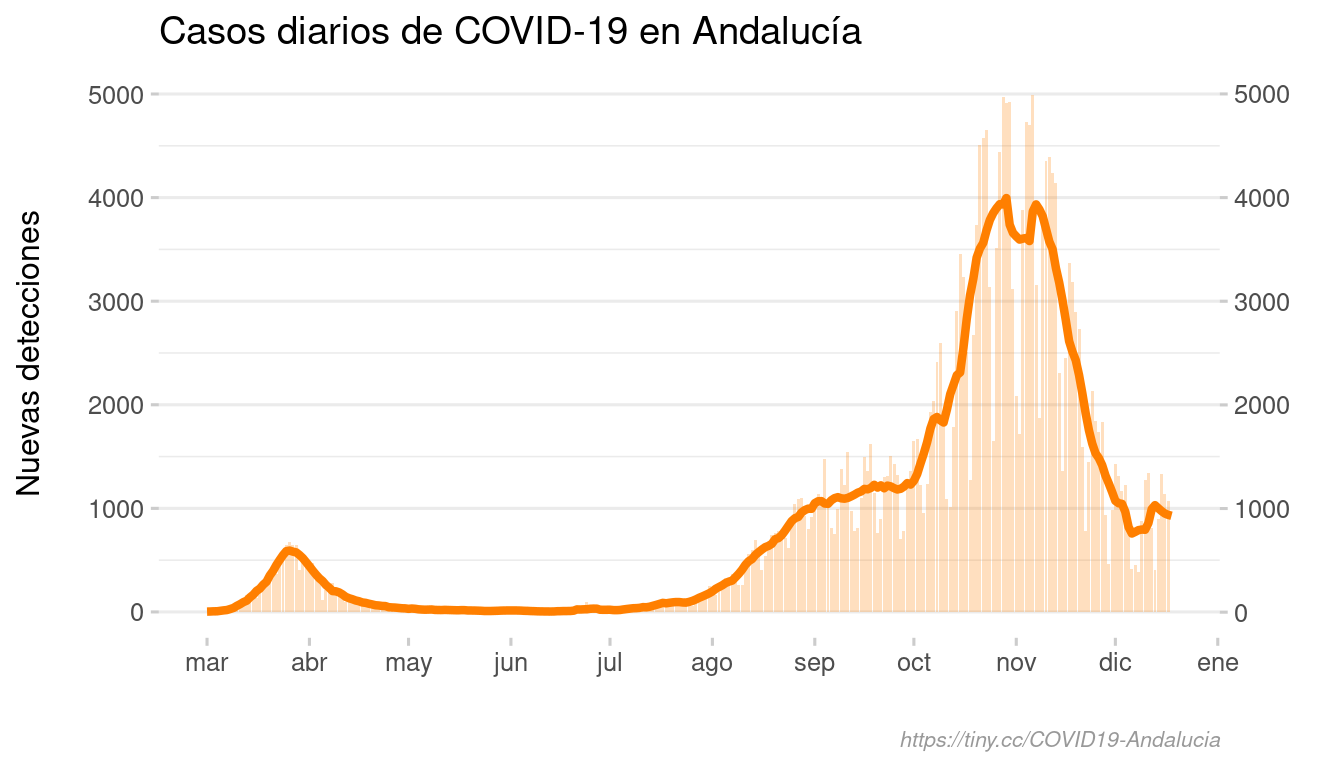 Casos diarios de COVID-19 en Andalucía
Nuevas detecciones
5000 5000
4000 4000
3000 3000
2000 2000
1000 1000
0 0
mar abr may jun jul ago sep oct nov dic ene
https://tiny.cc/COVID19-Andalucia